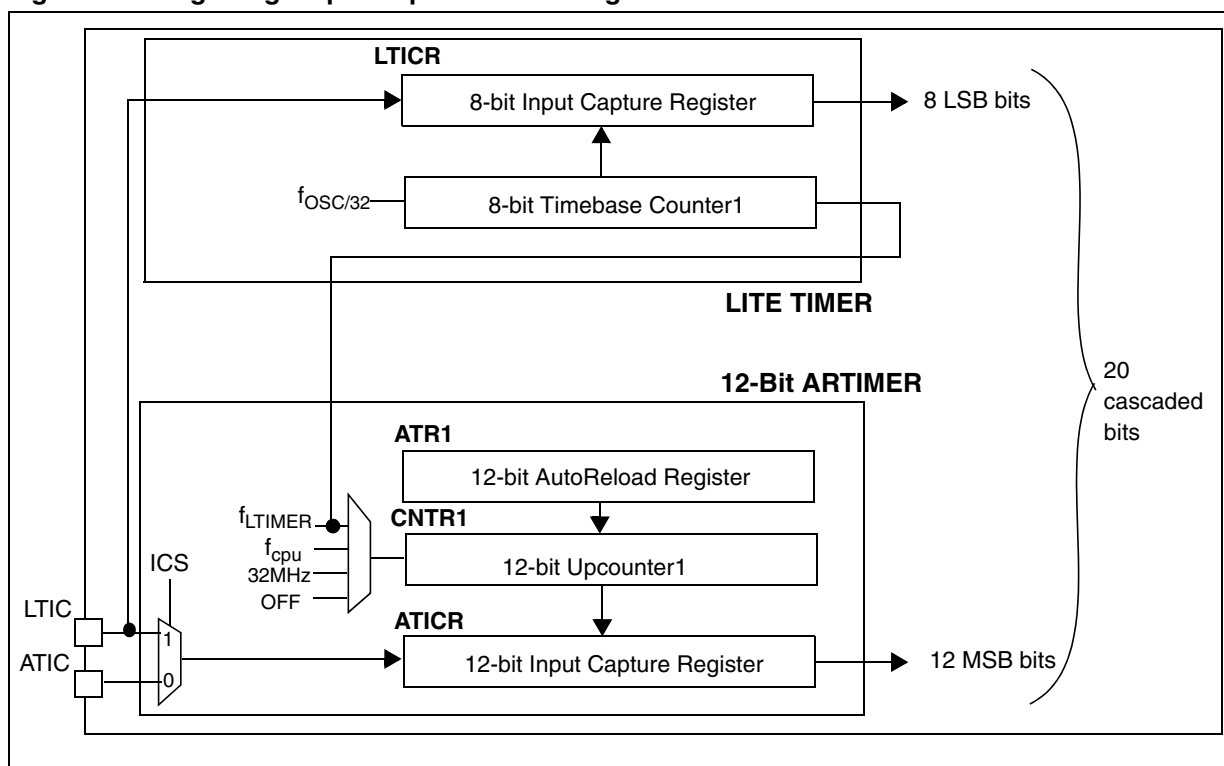 LTICR
8-bit Input Capture Register
8 LSB bits
fOSC/32
8-bit Timebase Counter1
LITE TIMER
20
cascaded
bits
12-Bit ARTIMER
ATR1
12-bit AutoReload Register
fLTIMER
CNTR1
fcpu
12-bit Upcounter1
ICS
32MHz
OFF
LTIC
ATICR
1
ATIC
12-bit Input Capture Register
12 MSB bits
0